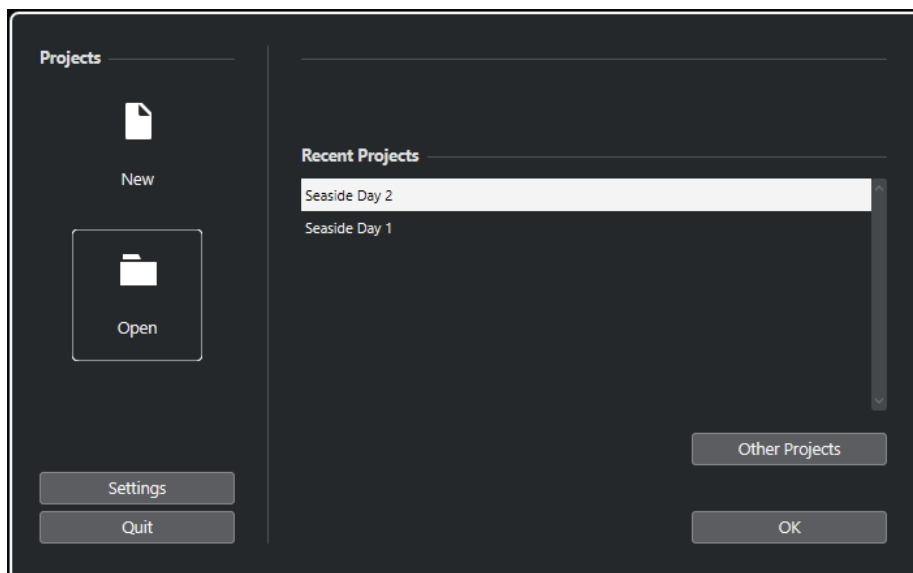 Projects
New
Open
Settings
Quit
Recent Projects
Seaside Day 2
Seaside Day 1
Other Projects
OK